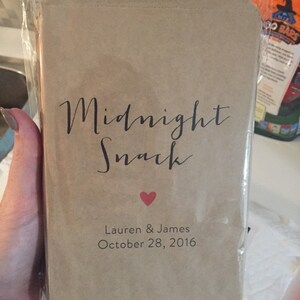 Midnight
Snack
Lauren & James
October 28, 2016